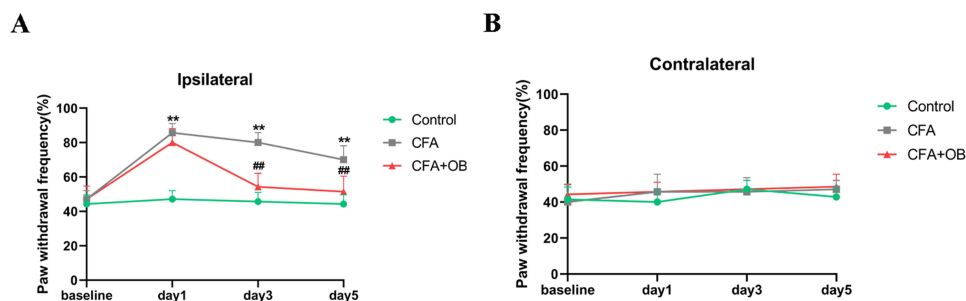 A
Ipsilateral
Paw withdrawal frequency(%)
100
80
60
40
20
0
baseline
day1
day3
day5
**
**
**
##
##
Control
CFA
CFA+OB
B
Contralateral
Paw withdrawal frequency(%)
100
80
60
40
20
0
baseline
day1
day3
day5
Control
CFA
CFA+OB